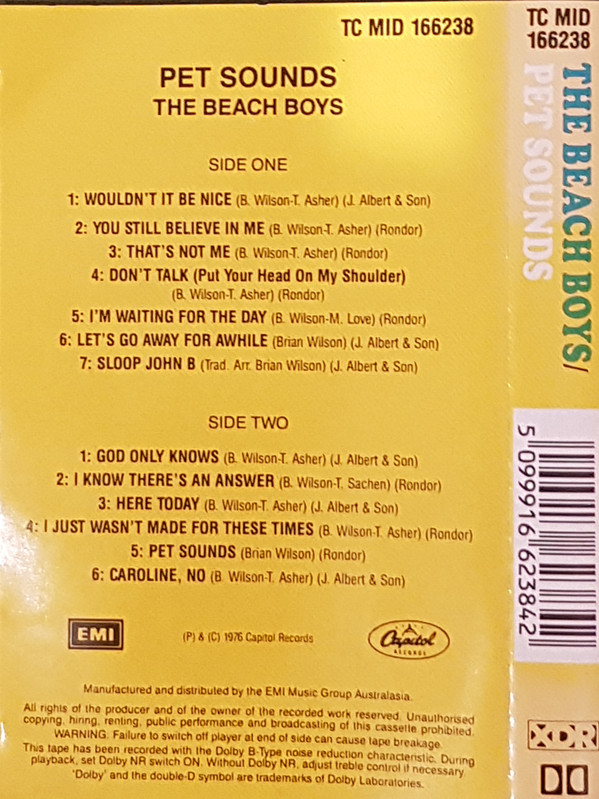 TC MID 166238
PET SOUNDS
THE BEACH BOYS
SIDE ONE
1: WOULDN'T IT BE NICE (B. Wilson-T. Asher) (J. Albert & Son)
2: YOU STILL BELIEVE IN ME (B. Wilson-T. Asher) (Rondor)
3: THAT'S NOT ME (B. Wilson-T. Asher) (Rondor)
4: DON'T TALK (Put Your Head On My Shoulder)
(B. Wilson-T. Asher) (Rondor)
5: I'M WAITING FOR THE DAY (B. Wilson-M. Love) (Rondor)
6: LET'S GO AWAY FOR AWHILE (Brian Wilson) (J. Albert & Son)
7: SLOOP JOHN B (Trad. Arr. Brian Wilson) (J. Albert & Son)
SIDE TWO
1: GOD ONLY KNOWS (B. Wilson-T. Asher) (J. Albert & Son)
2: I KNOW THERE'S AN ANSWER (B. Wilson-T. Sachen) (Rondor)
3: HERE TODAY (B. Wilson-T. Asher) (J. Albert & Son)
4: I JUST WASN'T MADE FOR THESE TIMES (B. Wilson-T. Asher) (Rondor)
5: PET SOUNDS (Brian Wilson) (Rondor)
6: CAROLINE, NO (B. Wilson-T. Asher) (J. Albert & Son)
EMI
(P) & (C) 1976 Capitol Records
Capitol
RECORDS
Manufactured and distributed by the EMI Music Group Australasia.
All rights of the producer and of the owner of the recorded work reserved. Unauthorised
copying, hiring, renting, public performance and broadcasting of this cassette prohibited.
WARNING. Failure to switch off player at end of side can cause tape breakage.
This tape has been recorded with the Dolby B-Type noise reduction characteristic. During
playback, set Dolby NR switch ON. Without Dolby NR, adjust treble control if necessary.
'Dolby' and the double-D symbol are trademarks of Dolby Laboratories.
TC MID
166238
THE BEACH BOYS/
PET SOUNDS
5 099916 623842
XDR